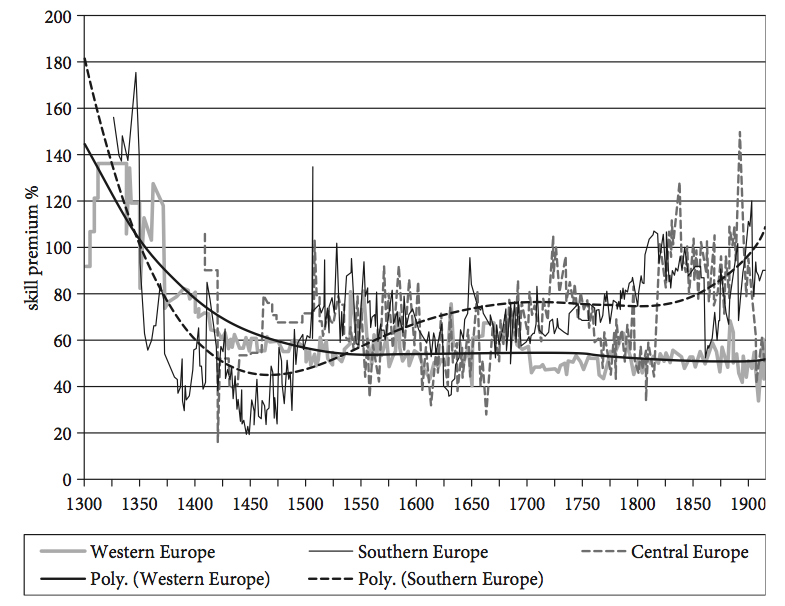 200
180
160
140
120
100
80
60
40
20
0
skill premium %
1300 1350 1400 1450 1500 1550 1600 1650 1700 1750 1800 1850 1900
Western Europe Southern Europe Central Europe
Poly. (Western Europe) Poly. (Southern Europe)